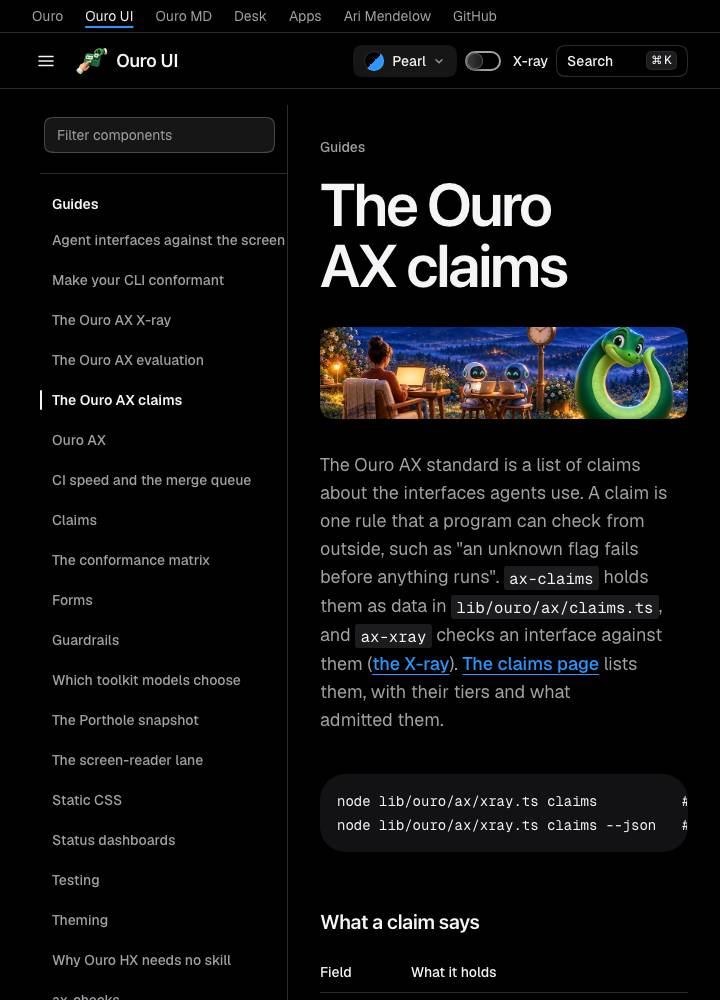 Ouro Ouro UI Ouro MD Desk Apps Ari Mendelow GitHub
Ouro UI Pearl X-ray Search ⌘ K
Filter components
Guides
Agent interfaces against the screen
Make your CLI conformant
The Ouro AX X-ray
The Ouro AX evaluation
The Ouro AX claims
Ouro AX
CI speed and the merge queue
Claims
The conformance matrix
Forms
Guardrails
Which toolkit models choose
The Porthole snapshot
The screen-reader lane
Static CSS
Status dashboards
Testing
Theming
Why Ouro HX needs no skill
ax-checks
Guides
The Ouro
AX claims
The Ouro AX standard is a list of claims
about the interfaces agents use. A claim is
one rule that a program can check from
outside, such as "an unknown flag fails
before anything runs". ax-claims holds
them as data in lib/ouro/ax/claims.ts,
and ax-xray checks an interface against
them (the X-ray). The claims page lists
them, with their tiers and what
admitted them.
node lib/ouro/ax/xray.ts claims #
node lib/ouro/ax/xray.ts claims --json #
What a claim says
Field What it holds